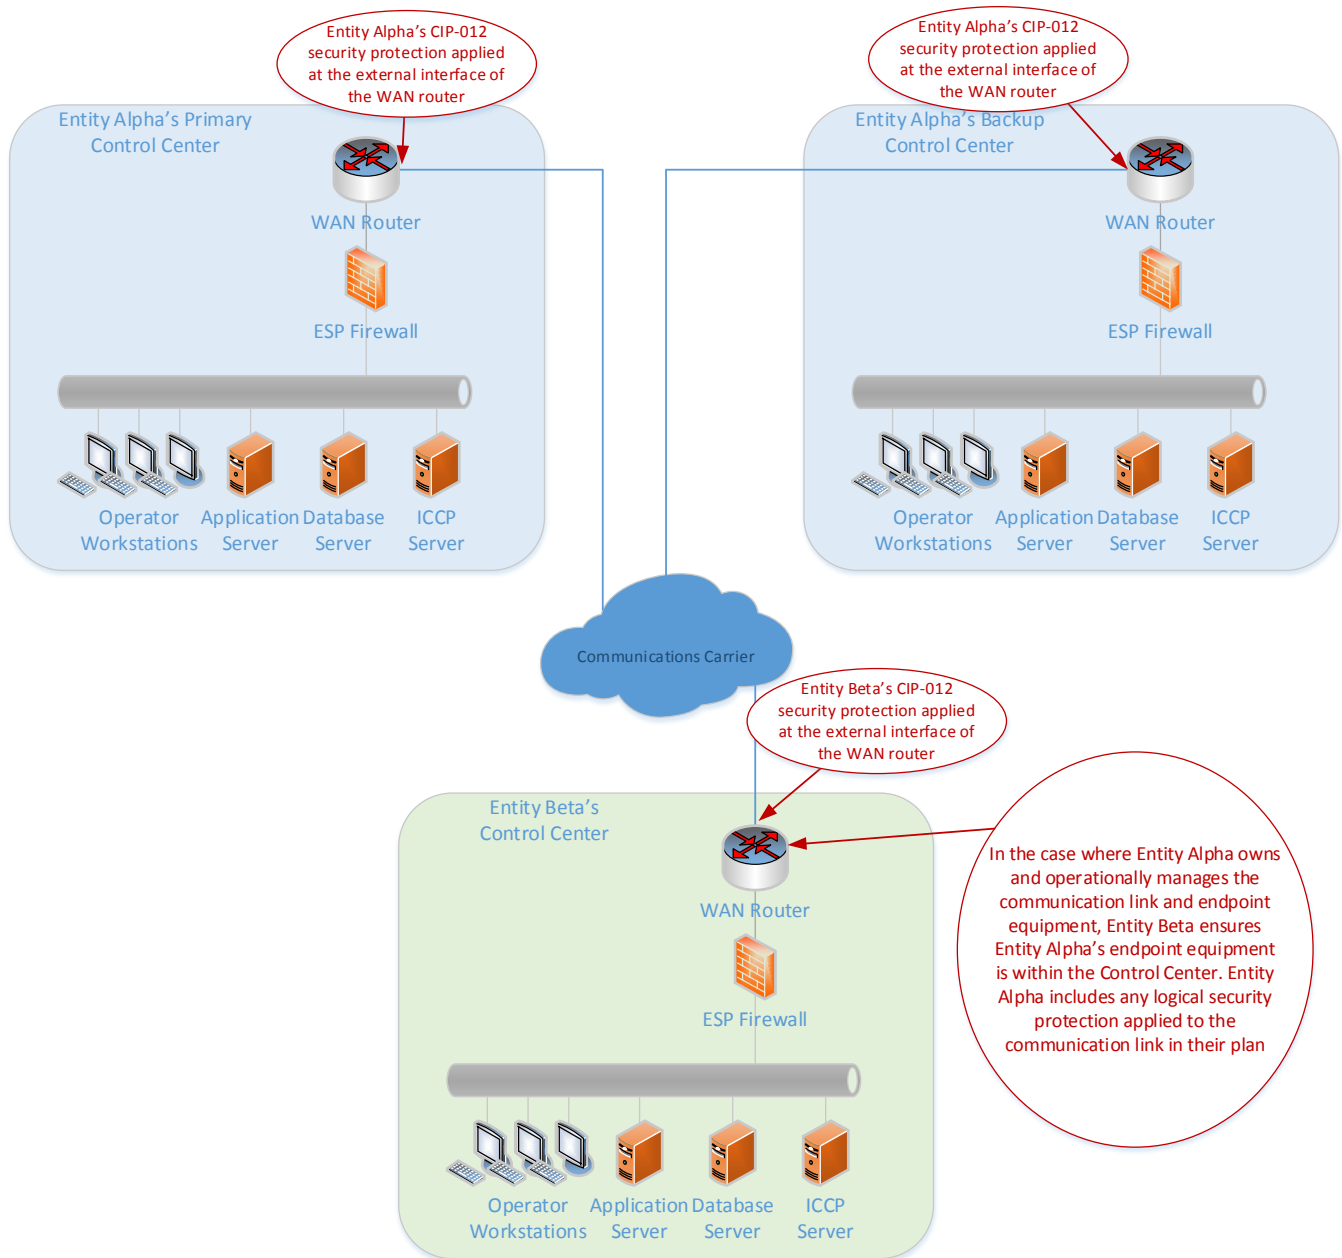 Entity Alpha’s CIP-012
security protection applied
at the external interface of
the WAN router
Entity Alpha’s CIP-012
security protection applied
at the external interface of
the WAN router
Entity Alpha’s Primary
Control Center
WAN Router
ESP Firewall
Operator
Workstations
Application
Server
Database
Server
ICCP
Server
Entity Alpha’s Backup
Control Center
WAN Router
ESP Firewall
Operator
Workstations
Application
Server
Database
Server
ICCP
Server
Communications Carrier
Entity Beta’s CIP-012
security protection applied
at the external interface of
the WAN router
Entity Beta’s
Control Center
WAN Router
ESP Firewall
Operator
Workstations
Application
Server
Database
Server
ICCP
Server
In the case where Entity Alpha owns
and operationally manages the
communication link and endpoint
equipment, Entity Beta ensures
Entity Alpha’s endpoint equipment
is within the Control Center. Entity
Alpha includes any logical security
protection applied to the
communication link in their plan